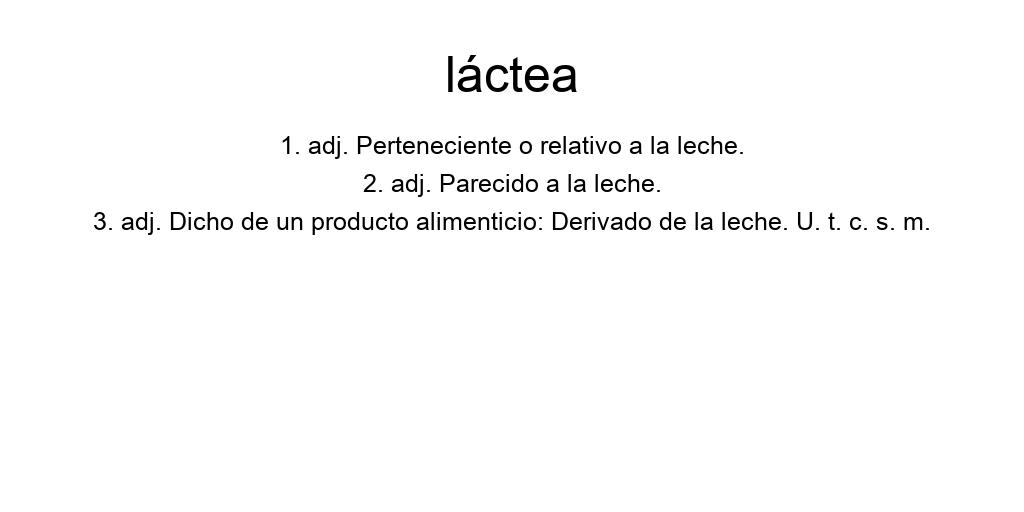 láctea
1. adj. Perteneciente o relativo a la leche.
2. adj. Parecido a la leche.
3. adj. Dicho de un producto alimenticio: Derivado de la leche. U. t. c. s. m.